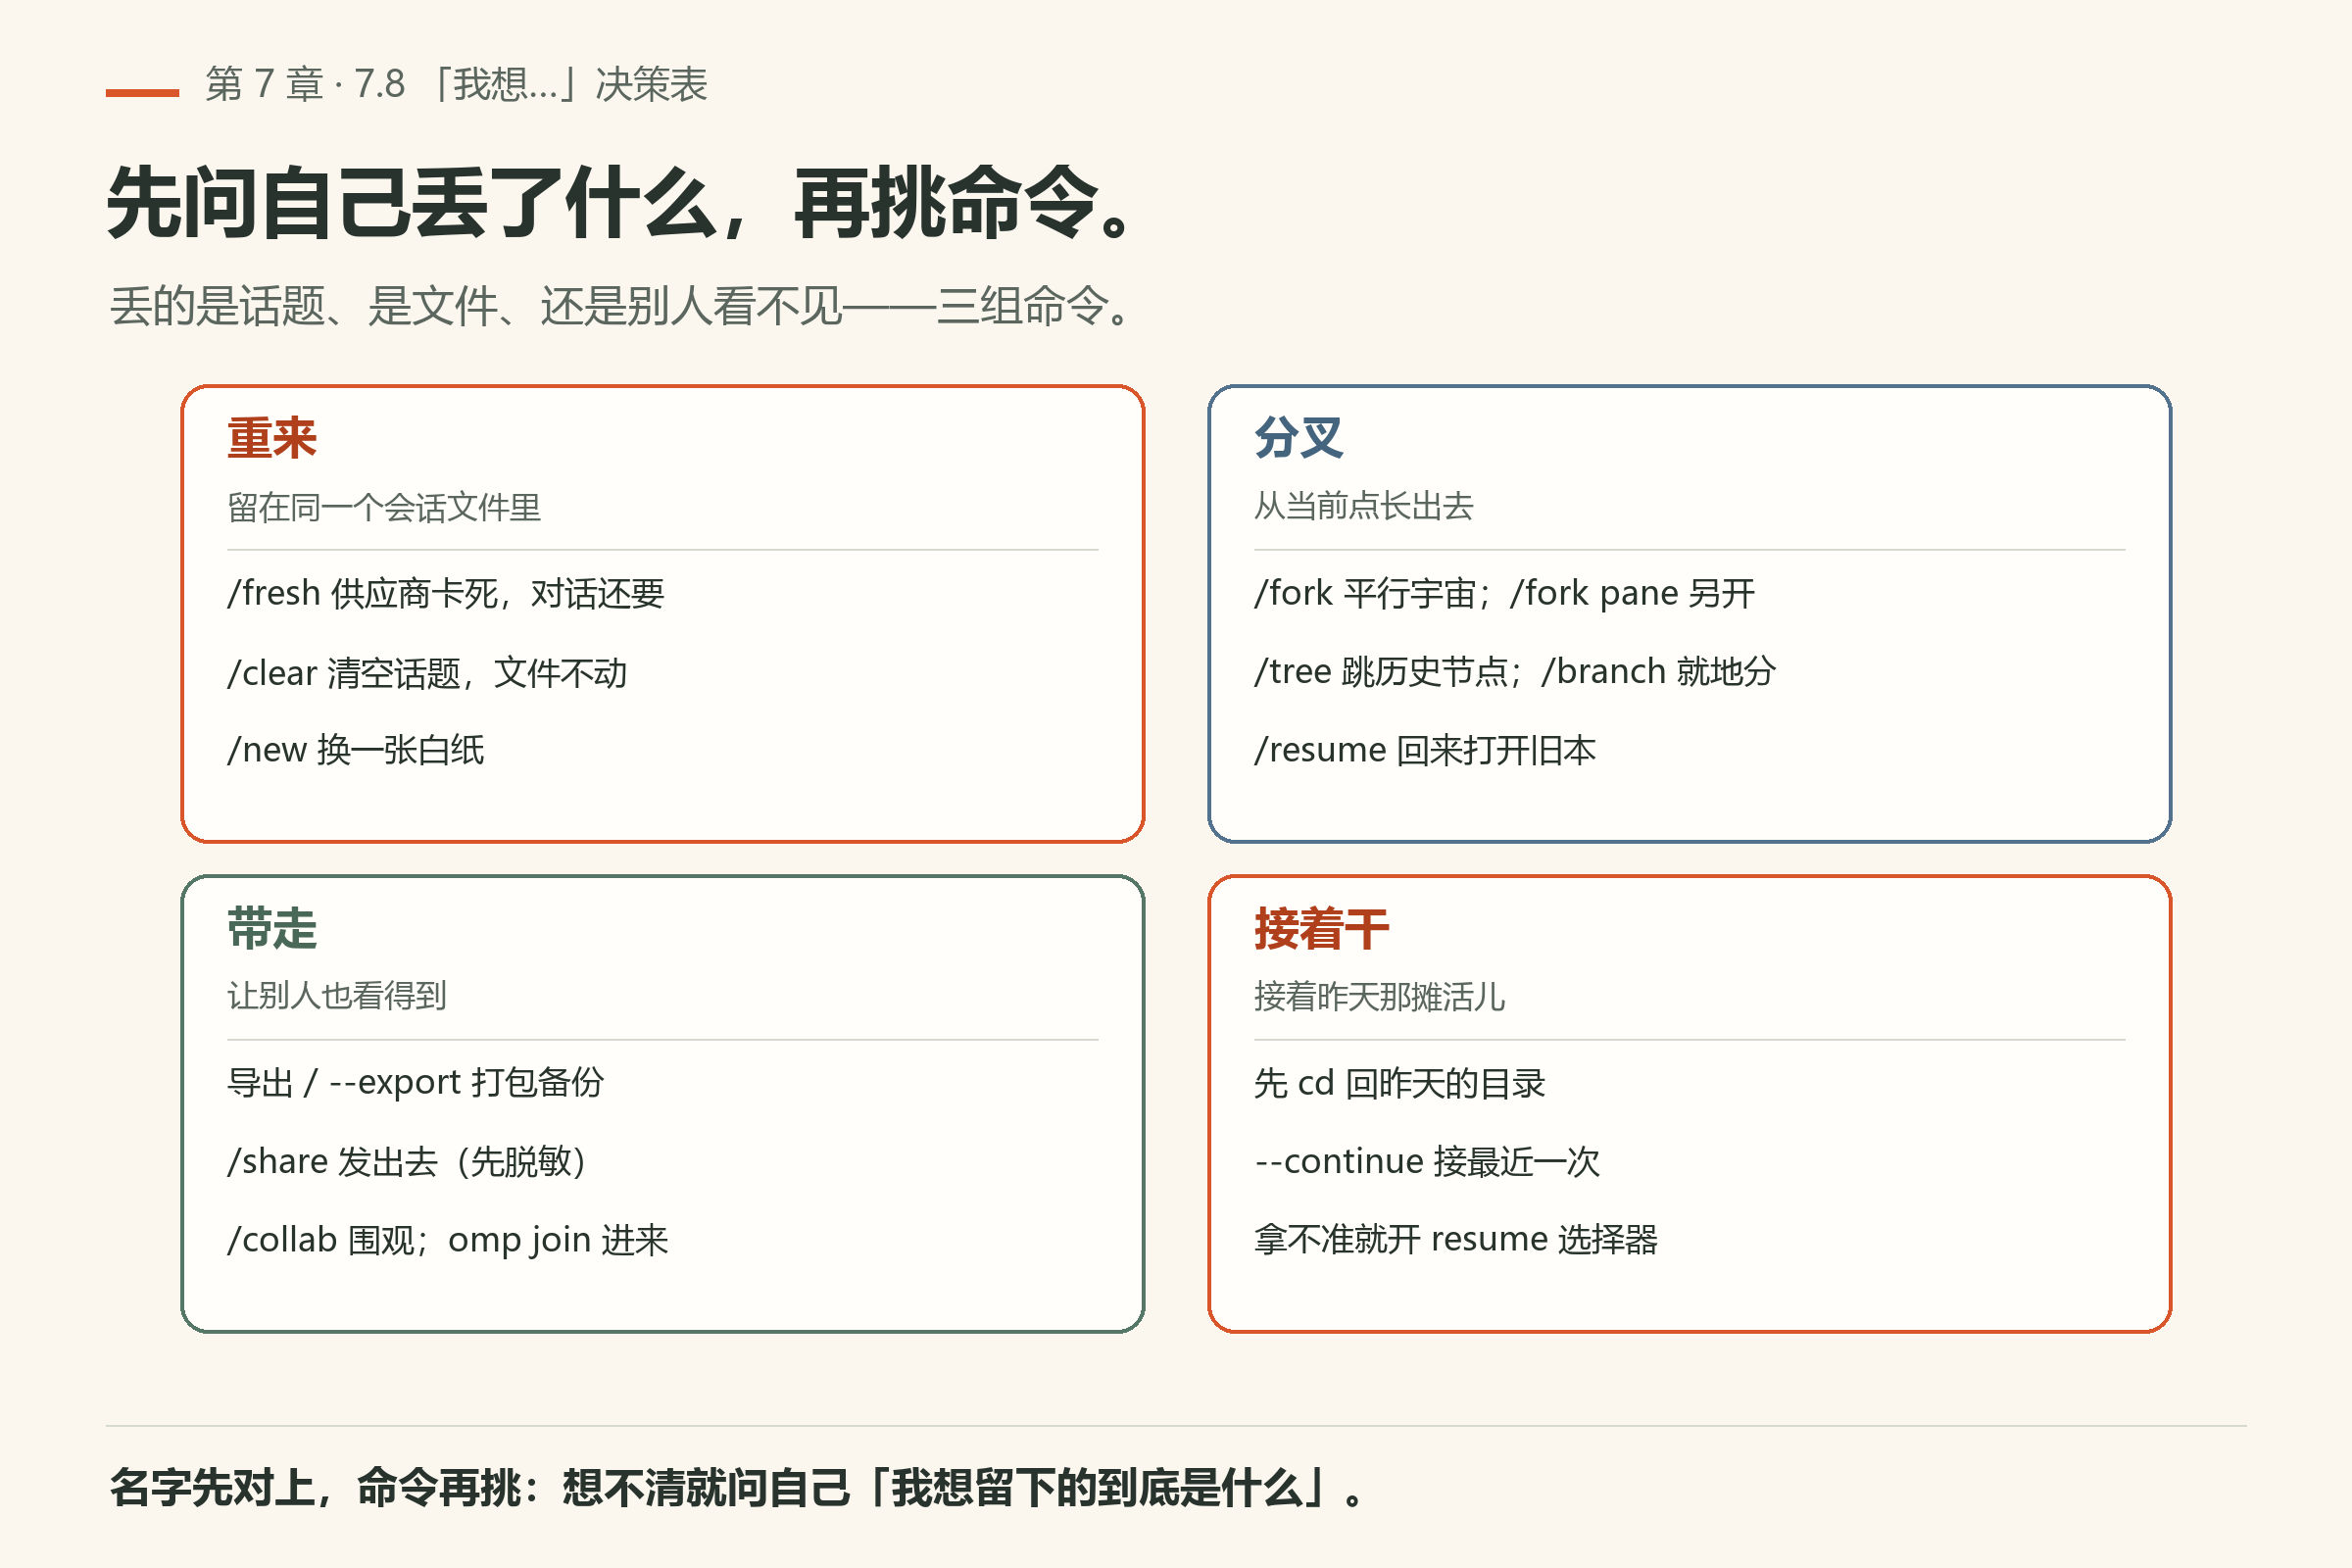 第 7 章 · 7.8 「我想…」决策表
先问自己丢了什么，再挑命令。
丢的是话题、是文件、还是别人看不见——三组命令。
重来
留在同一个会话文件里
/fresh 供应商卡死，对话还要
/clear 清空话题，文件不动
/new 换一张白纸
分叉
从当前点长出去
/fork 平行宇宙；/fork pane 另开
/tree 跳历史节点；/branch 就地分
/resume 回来打开旧本
带走
让别人也看得到
导出 / --export 打包备份
/share 发出去（先脱敏）
/collab 围观；omp join 进来
接着干
接着昨天那摊活儿
先 cd 回昨天的目录
--continue 接最近一次
拿不准就开 resume 选择器
名字先对上，命令再挑：想不清就问自己「我想留下的到底是什么」。